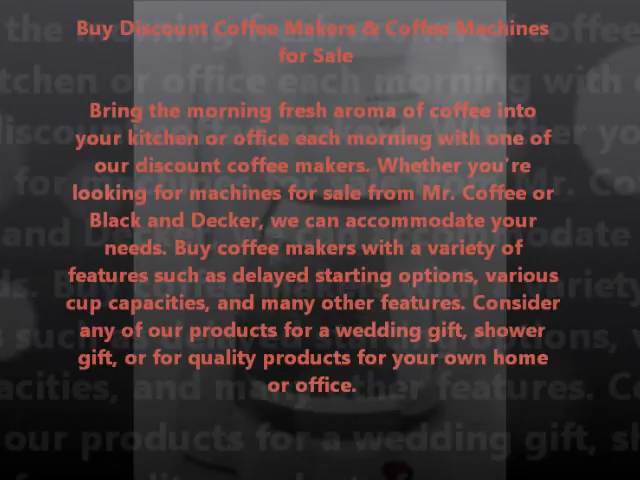 Buy Discount Coffee Makers & Coffee Machines
for Sale
Bring the morning fresh aroma of coffee into
your kitchen or office each morning with one of
our discount coffee makers. Whether you're
looking for machines for sale from Mr. Coffee or
Black and Decker, we can accommodate your
needs. Buy coffee makers with a variety of
features such as delayed starting options, various
cup capacities, and many other features. Consider
any of our products for a wedding gift, shower
gift, or for quality products for your own home
or office.